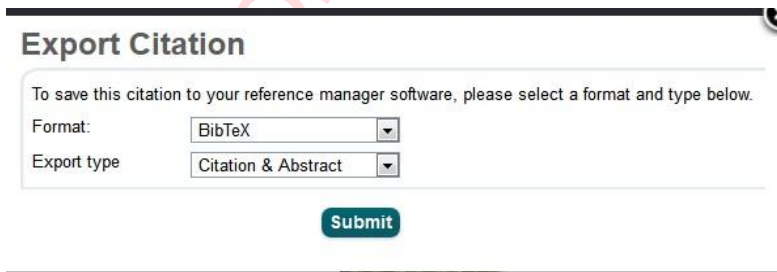 Export Citation
To save this citation to your reference manager software, please select a format and type below.
Format:
BibTeX
Export type
Citation & Abstract
Submit